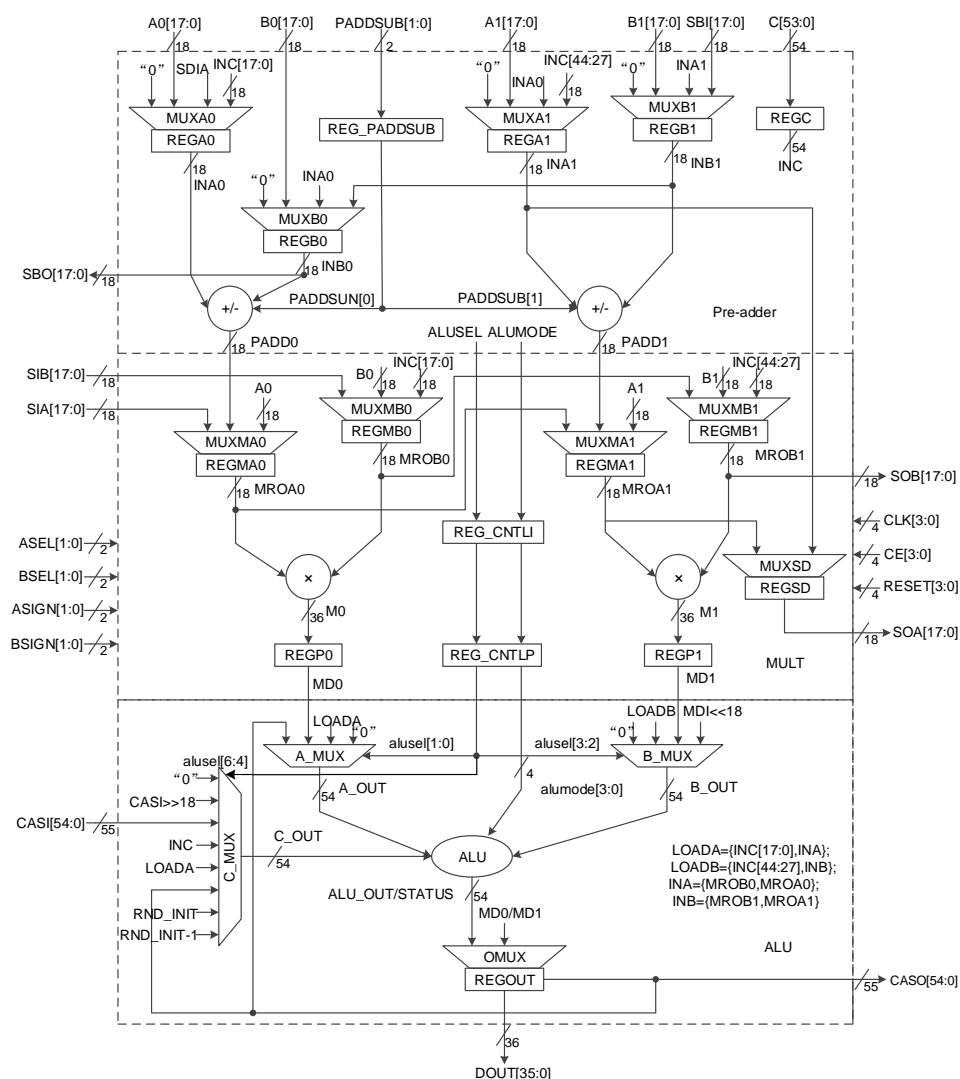 A0[17:0] B0[17:0] PADDSUB[1:0] A1[17:0] B1[17:0] SBI[17:0] C[53:0]
18 18 2 18 18 18 54
“0” SDIA INC[17:0] 18
“0” INA0 INC[44:27] 18
“0” INA1
MUXA0
REGA0
REG_PADDSUB
MUXA1
REGA1
MUXB1
REGB1
REGC
54
INC
18 INA0
18 INA1
18 INB1
“0” INA0
MUXB0
REGB0
18 INB0
SBO[17:0] 18
+/-
PADDSUN[0]
PADDSUB[1]
+/-
Pre-adder
18 PADD0
ALUSEL ALUMODE
18 PADD1
SIB[17:0] 18
B0 18 INC[17:0] 18
B1 18 INC[44:27] 18
SIA[17:0] 18
A0 18
A1 18
MUXMB0
REGMB0
MUXMB1
REGMB1
MUXMA0
REGMA0
MUXMA1
REGMA1
18 MROB0
18 MROB1
18 MROA0
18 MROA1
18 SOB[17:0]
REG_CNTLI
4 CLK[3:0]
ASEL[1:0] 2
4 CE[3:0]
MUXSD
REGSD
BSEL[1:0] 2
×
×
4 RESET[3:0]
ASIGN[1:0] 2
36 M0
36 M1
18 SOA[17:0]
BSIGN[1:0] 2
REGP0
REG_CNTLP
REGP1
MULT
MD0
MD1
LOADA “0”
LOADB MDI<<18
“0”
A_MUX
alusel[1:0]
alusel[3:2]
B_MUX
alusel[6:4]
“0”
54 A_OUT
4
alumode[3:0]
54 B_OUT
CASI>>18
CASI[54:0] 55
C_MUX
INC
C_OUT
54
ALU
LOADA
LOADA={INC[17:0],INA};
LOADB={INC[44:27],INB};
INA={MROB0,MROA0};
INB={MROB1,MROA1}
ALU_OUT/STATUS 54
RND_INIT
MD0/MD1
RND_INIT-1
OMUX
REGOUT
ALU
55 CASO[54:0]
36
DOUT[35:0]